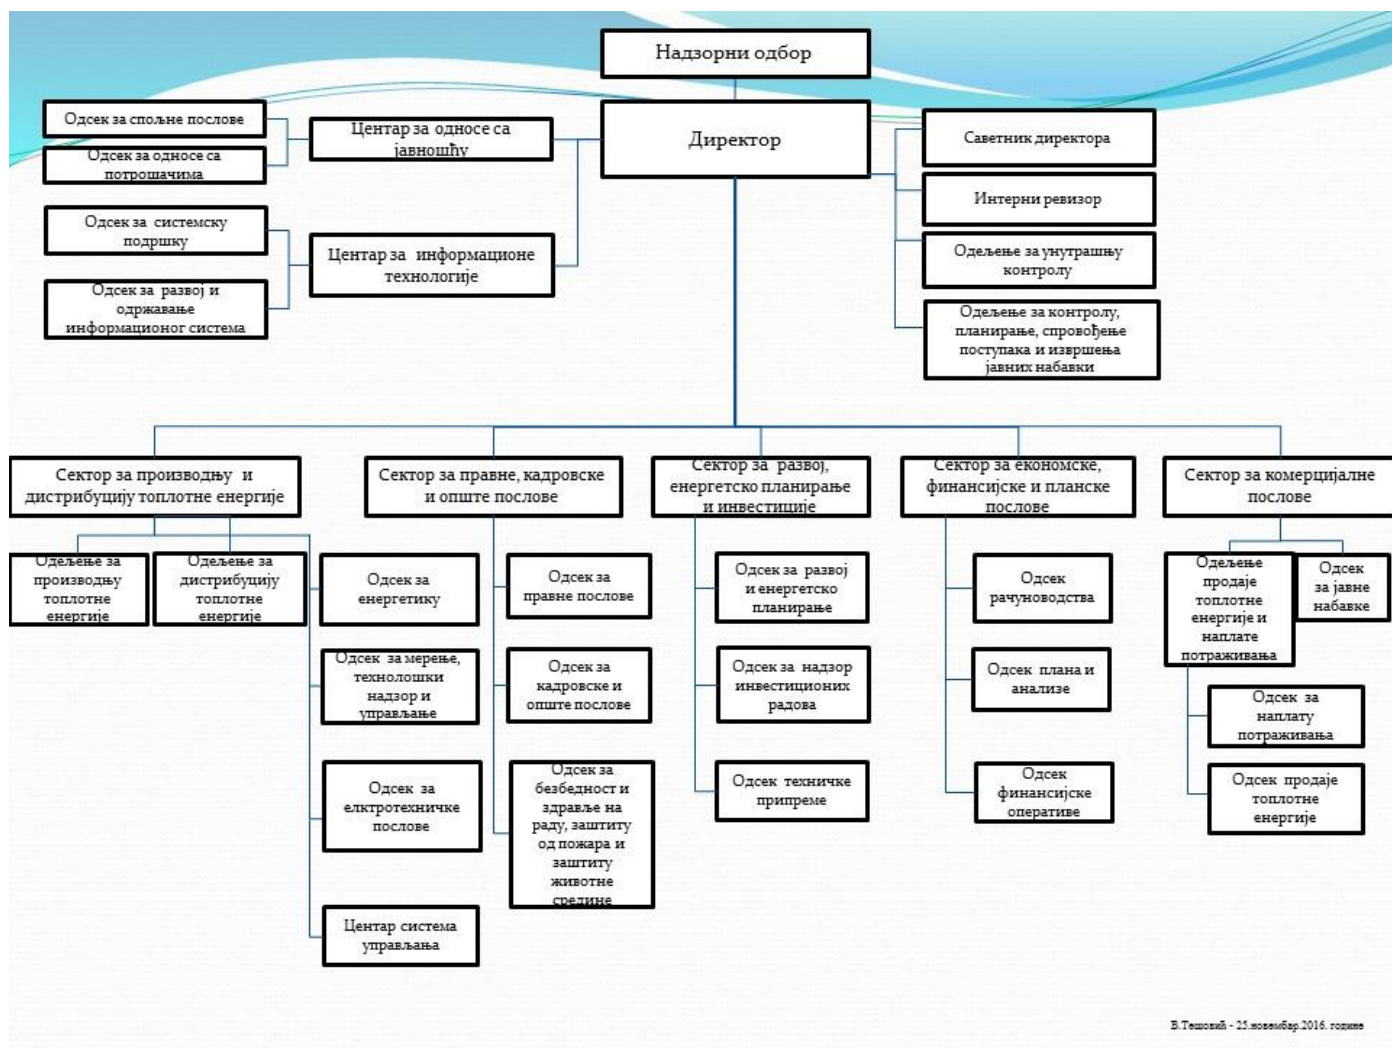 Надзорни одбор
Директор
Одсек за спољне послове
Одсек за односе са
потрошачима
Центар за односе са
јавношћу
Одсек за системску
подршку
Одсек за развој и
одржавање
информационог система
Центар за информационе
технологије
Саветник директора
Интерни ревизор
Одељење за унутрашњу
контролу
Одељење за контролу,
планирање, спровођење
поступака и извршења
јавних набавки
Сектор за производњу и
дистрибуцију топлотне енергије
Сектор за правне, кадровске
и опште послове
Сектор за развој,
енергетско планирање
и инвестиције
Сектор за економске,
финансијске и планске
послове
Сектор за комерцијалне
послове
Одељење за
производњу
топлотне
енергије
Одељење за
дистрибуцију
топлотне
енергије
Одсек за
енергетику
Одсек за мерење,
технолошки
надзор и
управљање
Одсек за
елктротехничке
послове
Центар система
управљања
Одсек за
правне послове
Одсек за
кадровске и
опште послове
Одсек за
безбедност и
здравље на
раду, заштиту
од пожара и
заштиту
животне
средине
Одсек за развој
и енергетско
планирање
Одсек за надзор
инвестиционих
радова
Одсек техничке
припреме
Одсек
рачуноводства
Одсек плана и
анализе
Одсек
финансијске
оперативе
Одељење
продаје
топлотне
енергије и
наплате
потраживања
Одсек
за јавне
набавке
Одсек за
наплату
потраживања
Одсек продаје
топлотне
енергије
В.Тешовић - 25.новембар.2016. године